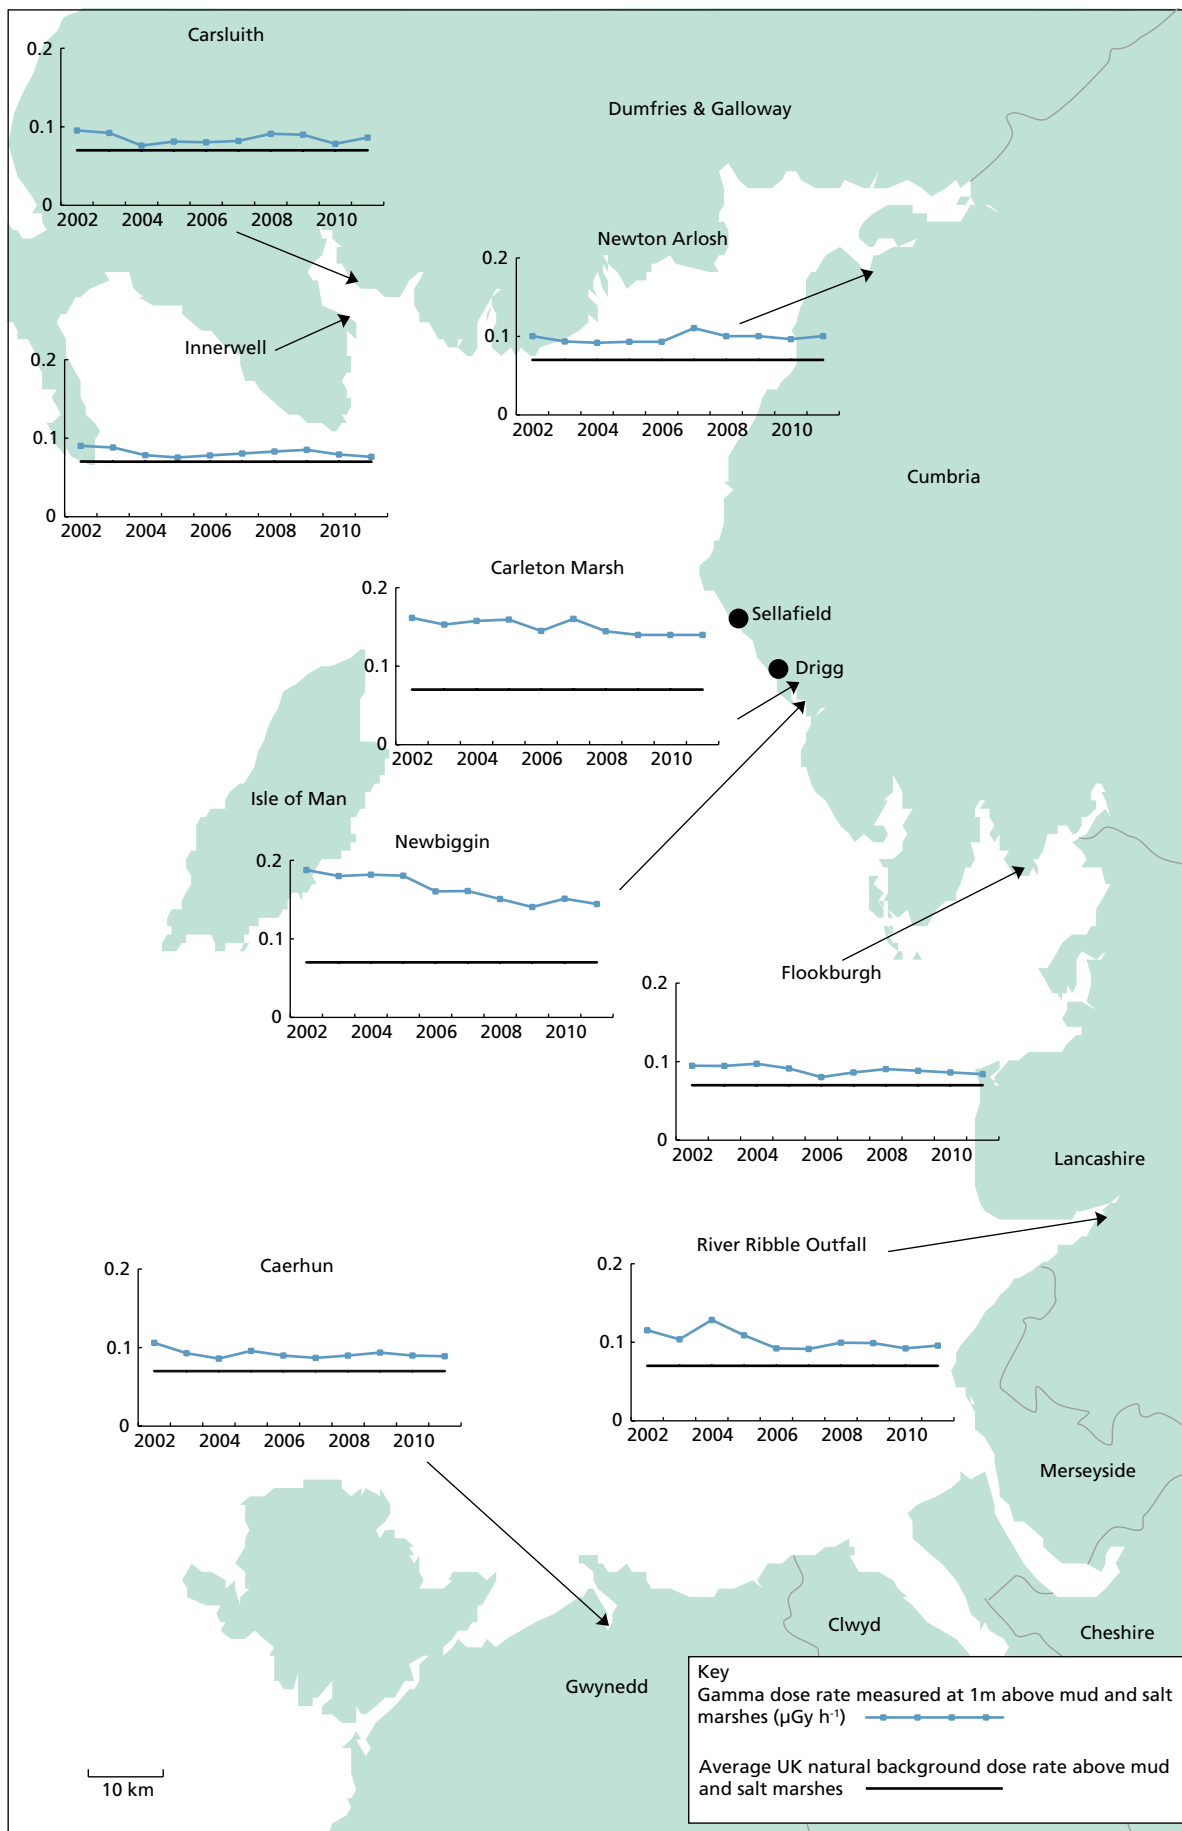 Carsluith
0.2
0.1
0
2002 2004 2006 2008 2010
Dumfries & Galloway
Newton Arlosh
0.2
0.1
0
2002 2004 2006 2008 2010
Innerwell
0.2
0.1
0
2002 2004 2006 2008 2010
Cumbria
Carleton Marsh
0.2
0.1
0
2002 2004 2006 2008 2010
Sellafield
Drigg
Isle of Man
Newbiggin
0.2
0.1
0
2002 2004 2006 2008 2010
Flookburgh
0.2
0.1
0
2002 2004 2006 2008 2010
Lancashire
River Ribble Outfall
0.2
0.1
0
2002 2004 2006 2008 2010
Caerhun
0.2
0.1
0
2002 2004 2006 2008 2010
Merseyside
Clwyd
Cheshire
Gwynedd
Key
Gamma dose rate measured at 1m above mud and salt
marshes (µGy h⁻¹)
Average UK natural background dose rate above mud
and salt marshes
10 km